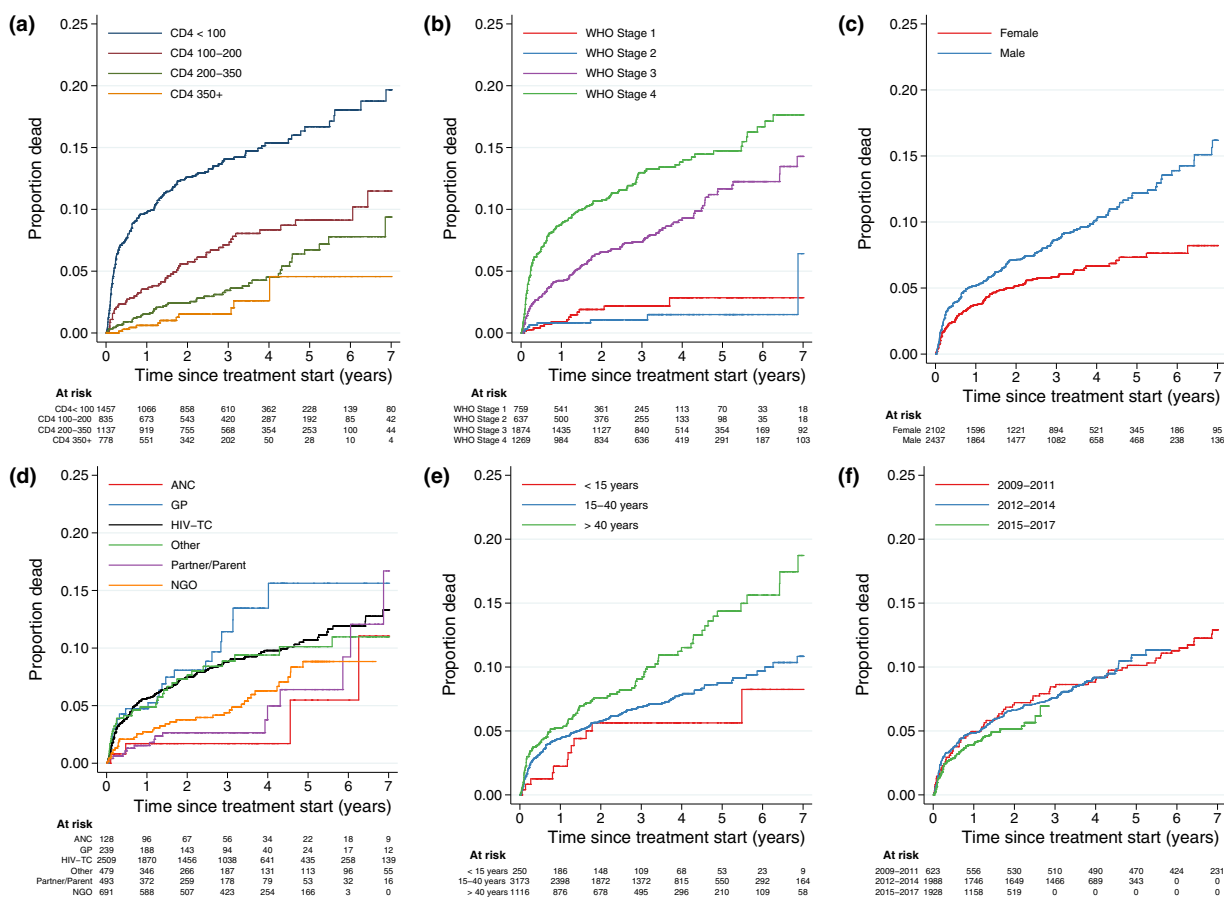 (a)
0.25
0.20
0.15
0.10
0.05
0.00
Proportion dead
CD4 < 100
CD4 100–200
CD4 200–350
CD4 350+
0 1 2 3 4 5 6 7
Time since treatment start (years)
At risk
CD4< 100 1457 1066 858 610 362 228 139 80
CD4 100–200 835 673 543 420 287 192 85 42
CD4 200–350 1137 919 755 568 354 253 100 44
CD4 350+ 778 551 342 202 50 28 10 4
(b)
0.25
0.20
0.15
0.10
0.05
0.00
Proportion dead
WHO Stage 1
WHO Stage 2
WHO Stage 3
WHO Stage 4
0 1 2 3 4 5 6 7
Time since treatment start (years)
At risk
WHO Stage 1 759 541 361 245 113 70 33 18
WHO Stage 2 637 500 376 255 133 98 35 18
WHO Stage 3 1874 1435 1127 840 514 354 169 92
WHO Stage 4 1269 984 834 636 419 291 187 103
(c)
0.25
0.20
0.15
0.10
0.05
0.00
Proportion dead
Female
Male
0 1 2 3 4 5 6 7
Time since treatment start (years)
At risk
Female 2102 1596 1221 894 521 345 186 95
Male 2437 1864 1477 1082 658 468 238 136
(d)
0.25
0.20
0.15
0.10
0.05
0.00
Proportion dead
ANC
GP
HIV–TC
Other
Partner/Parent
NGO
0 1 2 3 4 5 6 7
Time since treatment start (years)
At risk
ANC 128 96 67 56 34 22 18 9
GP 239 188 143 94 40 24 17 12
HIV–TC 2509 1870 1456 1038 641 435 258 139
Other 479 346 266 187 131 113 96 55
Partner/Parent 493 372 259 178 79 53 32 16
NGO 691 588 507 423 254 166 3 0
(e)
0.25
0.20
0.15
0.10
0.05
0.00
Proportion dead
< 15 years
15–40 years
> 40 years
0 1 2 3 4 5 6 7
Time since treatment start (years)
At risk
< 15 years 250 186 148 109 68 53 23 9
15–40 years 3173 2398 1872 1372 815 550 292 164
> 40 years 1116 876 678 495 296 210 109 58
(f)
0.25
0.20
0.15
0.10
0.05
0.00
Proportion dead
2009–2011
2012–2014
2015–2017
0 1 2 3 4 5 6 7
Time since treatment start (years)
At risk
2009–2011 623 556 530 510 490 470 424 231
2012–2014 1988 1746 1649 1466 689 343 0 0
2015–2017 1928 1158 519 0 0 0 0 0